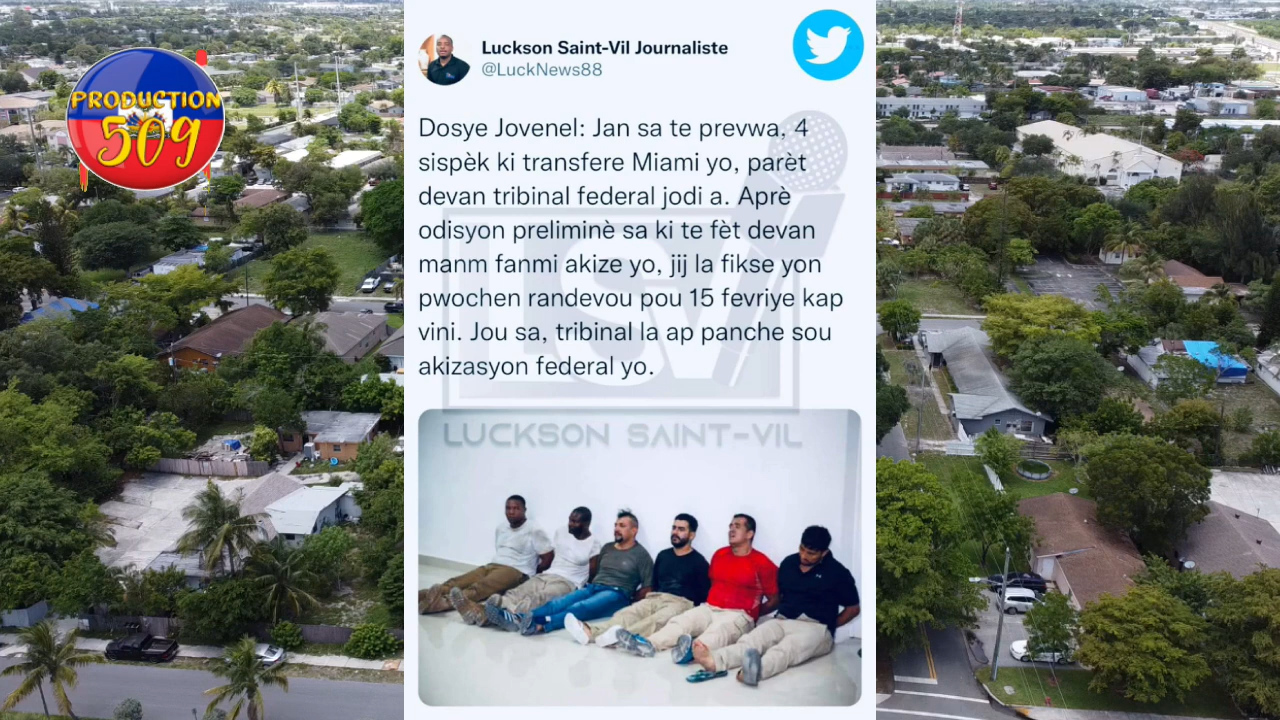 PRODUCTION
509
Luckson Saint-Vil Journaliste
@LuckNews88
Dosye Jovenel: Jan sa te prevwa, 4
sispèk ki transfere Miami yo, parèt
devan tribinal federal jodi a. Aprè
odisyon preliminè sa ki te fèt devan
manm fanmi akize yo, jij la fikse yon
pwochen randevou pou 15 fevriye kap
vini. Jou sa, tribinal la ap panche sou
akizasyon federal yo.
LSV
LUCKSON SAINT-VIL